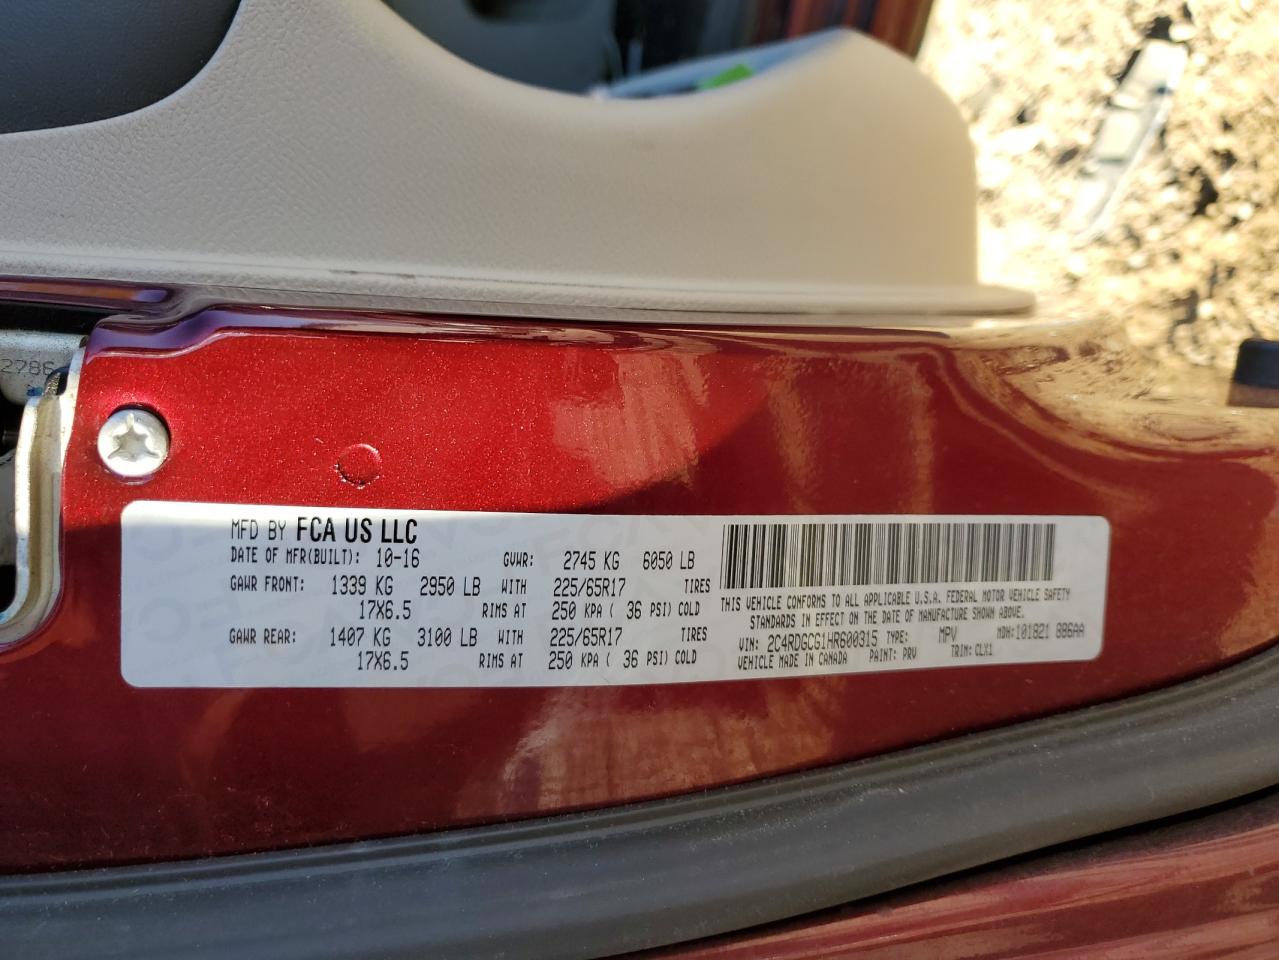 2786
MFD BY FCA US LLC
DATE OF MFR(BUILT): 10-16 GVWR: 2745 KG 6050 LB
GAWR FRONT: 1339 KG 2950 LB WITH 225/65R17 TIRES
17X6.5 RIMS AT 250 KPA ( 36 PSI) COLD
GAWR REAR: 1407 KG 3100 LB WITH 225/65R17 TIRES
17X6.5 RIMS AT 250 KPA ( 36 PSI) COLD
THIS VEHICLE CONFORMS TO ALL APPLICABLE U.S.A. FEDERAL MOTOR VEHICLE SAFETY
STANDARDS IN EFFECT ON THE DATE OF MANUFACTURE SHOWN ABOVE.
VIN: 2C4RDGCG1HR600315 TYPE: MPV MDH:101821 886AA
VEHICLE MADE IN CANADA PAINT: PRV TRIM: CLX1